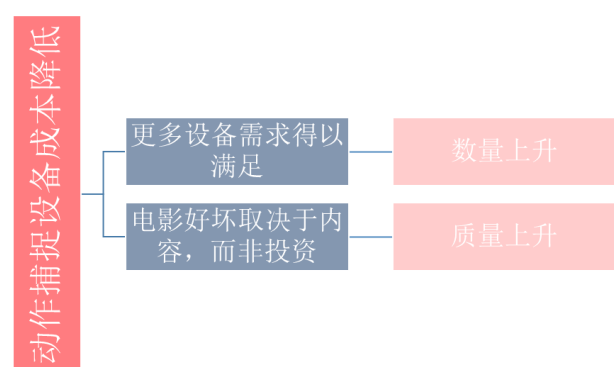 动作捕捉设备成本降低
更多设备需求得以
满足
数量上升
电影好坏取决于内
容，而非投资
质量上升